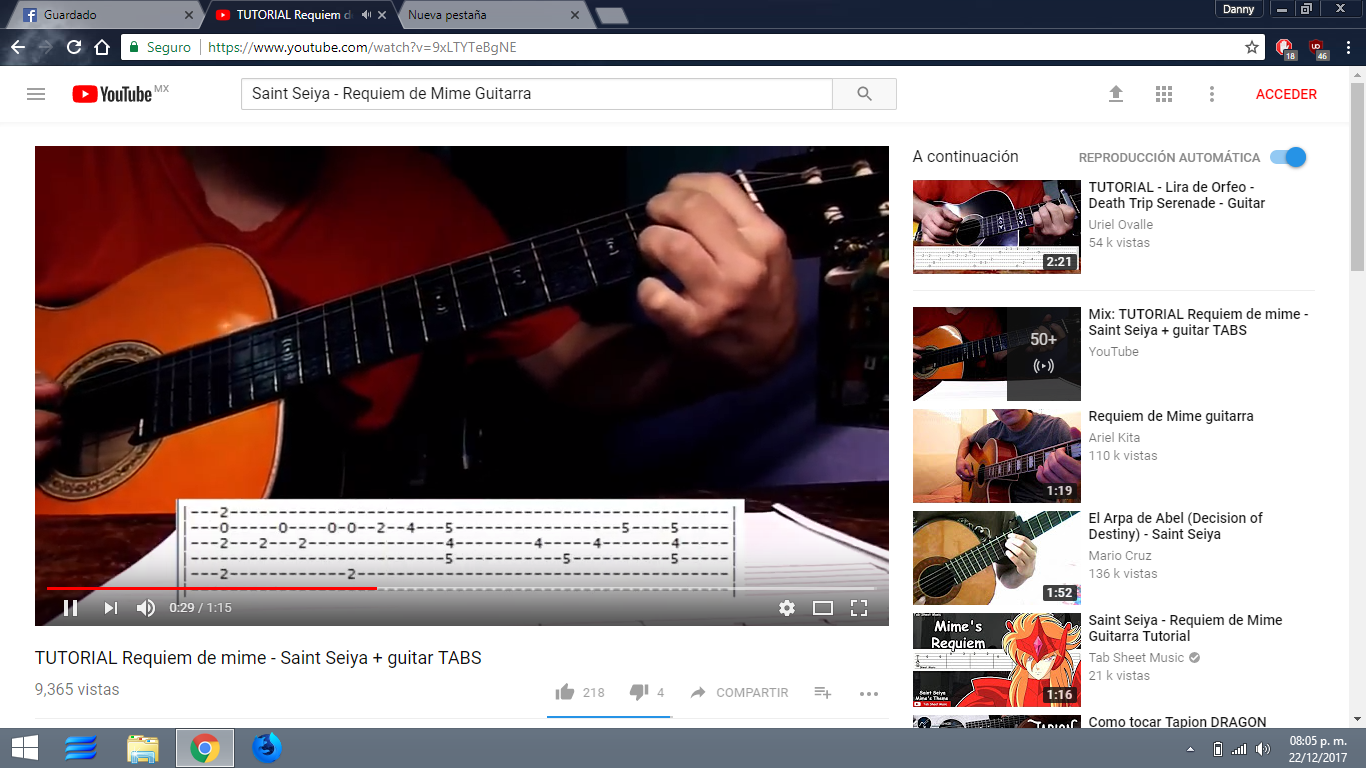 Guardado
TUTORIAL Requiem d
Nueva pestaña
Danny
Seguro
https://www.youtube.com/watch?v=9xLTYTeBgNE
18
46
YouTube MX
Saint Seiya - Requiem de Mime Guitarra
ACCEDER
|---2---
|---0-----0----0-0--2--4---5---5---5---
|---2---2---2---4---4---4---4---
5---5---5
|---2---2---
0:29 / 1:15
TUTORIAL Requiem de mime - Saint Seiya + guitar TABS
9,365 vistas
218
4
COMPARTIR
A continuación
REPRODUCCIÓN AUTOMÁTICA
TUTORIAL - Lira de Orfeo -
Death Trip Serenade - Guitar
Uriel Ovalle
54 k vistas
2:21
Mix: TUTORIAL Requiem de mime -
Saint Seiya + guitar TABS
YouTube
50+
Requiem de Mime guitarra
Ariel Kita
110 k vistas
1:19
El Arpa de Abel (Decision of
Destiny) - Saint Seiya
Mario Cruz
136 k vistas
1:52
Saint Seiya - Requiem de Mime
Guitarra Tutorial
Tab Sheet Music
21 k vistas
Mime's
Requiem
1:16
Como tocar Tapion DRAGON
08:05 p. m.
22/12/2017